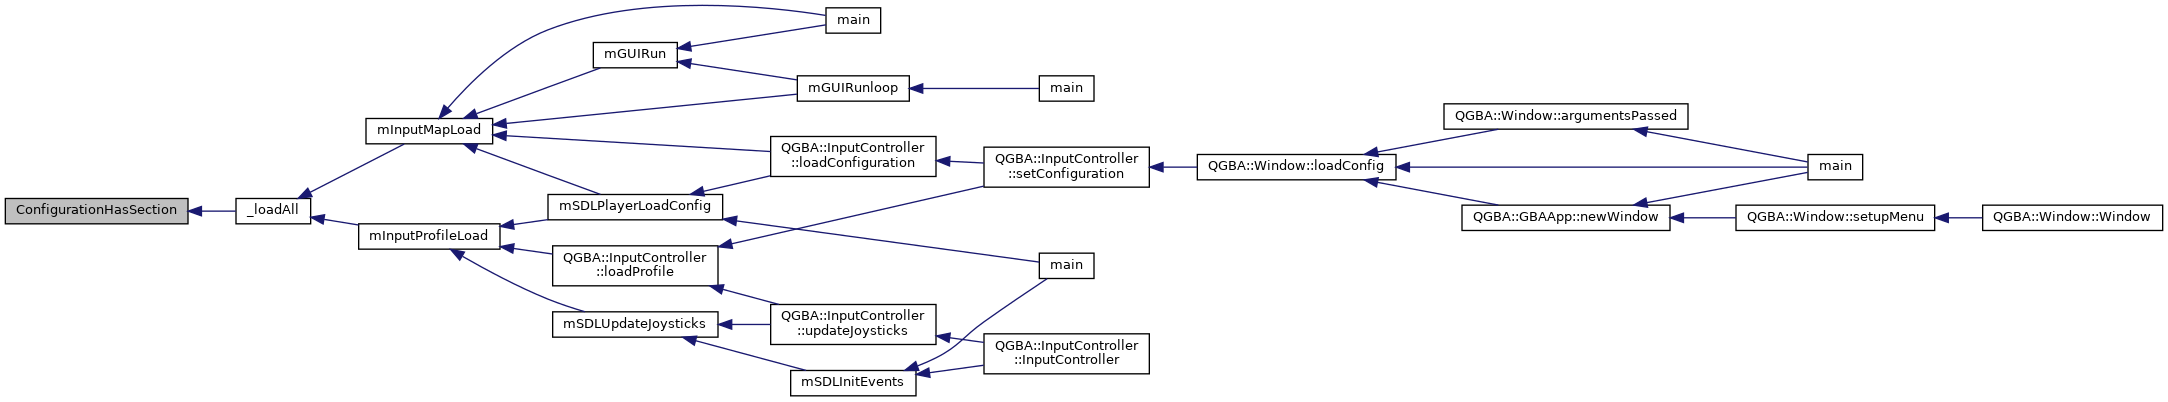 main
mGUIRun
mGUIRunloop
main
mInputMapLoad
QGBA::Window::argumentsPassed
QGBA::InputController
::loadConfiguration
QGBA::InputController
::setConfiguration
QGBA::Window::loadConfig
main
ConfigurationHasSection
_loadAll
mSDLPlayerLoadConfig
QGBA::GBAApp::newWindow
QGBA::Window::setupMenu
QGBA::Window::Window
mInputProfileLoad
QGBA::InputController
::loadProfile
main
mSDLUpdateJoysticks
QGBA::InputController
::updateJoysticks
QGBA::InputController
::InputController
mSDLInitEvents